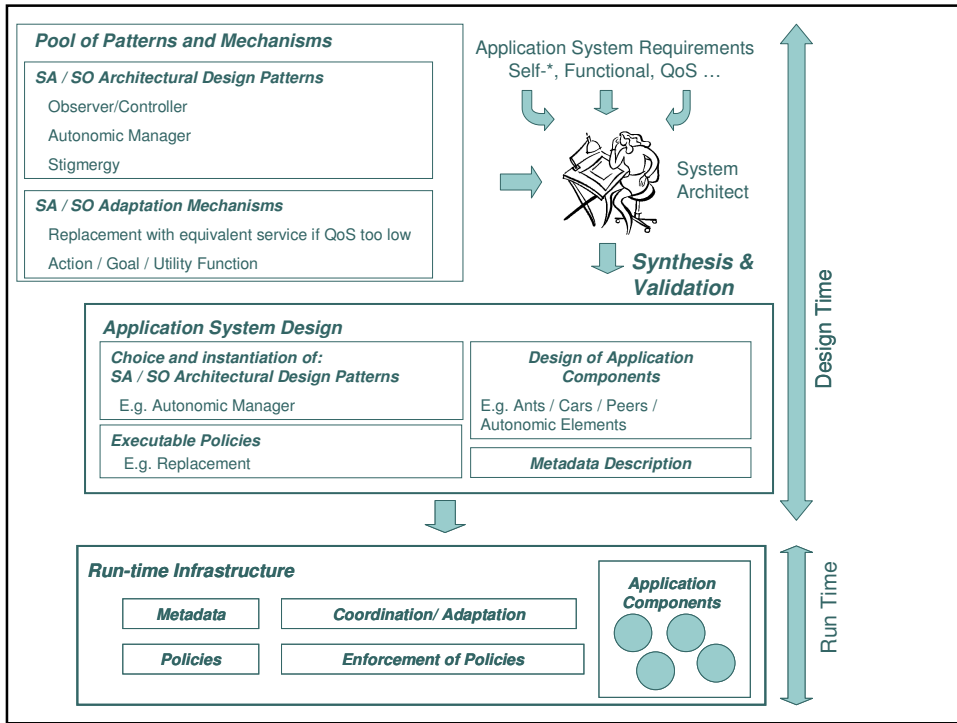 Pool of Patterns and Mechanisms
SA / SO Architectural Design Patterns
Observer/Controller
Autonomic Manager
Stigmergy
SA / SO Adaptation Mechanisms
Replacement with equivalent service if QoS too low
Action / Goal / Utility Function
Application System Requirements
Self-*, Functional, QoS …
System
Architect
Synthesis &
Validation
Design Time
Application System Design
Choice and instantiation of:
SA / SO Architectural Design Patterns
E.g. Autonomic Manager
Executable Policies
E.g. Replacement
Design of Application
Components
E.g. Ants / Cars / Peers /
Autonomic Elements
Metadata Description
Run-time Infrastructure
Metadata
Coordination/ Adaptation
Policies
Enforcement of Policies
Application
Components
Run Time